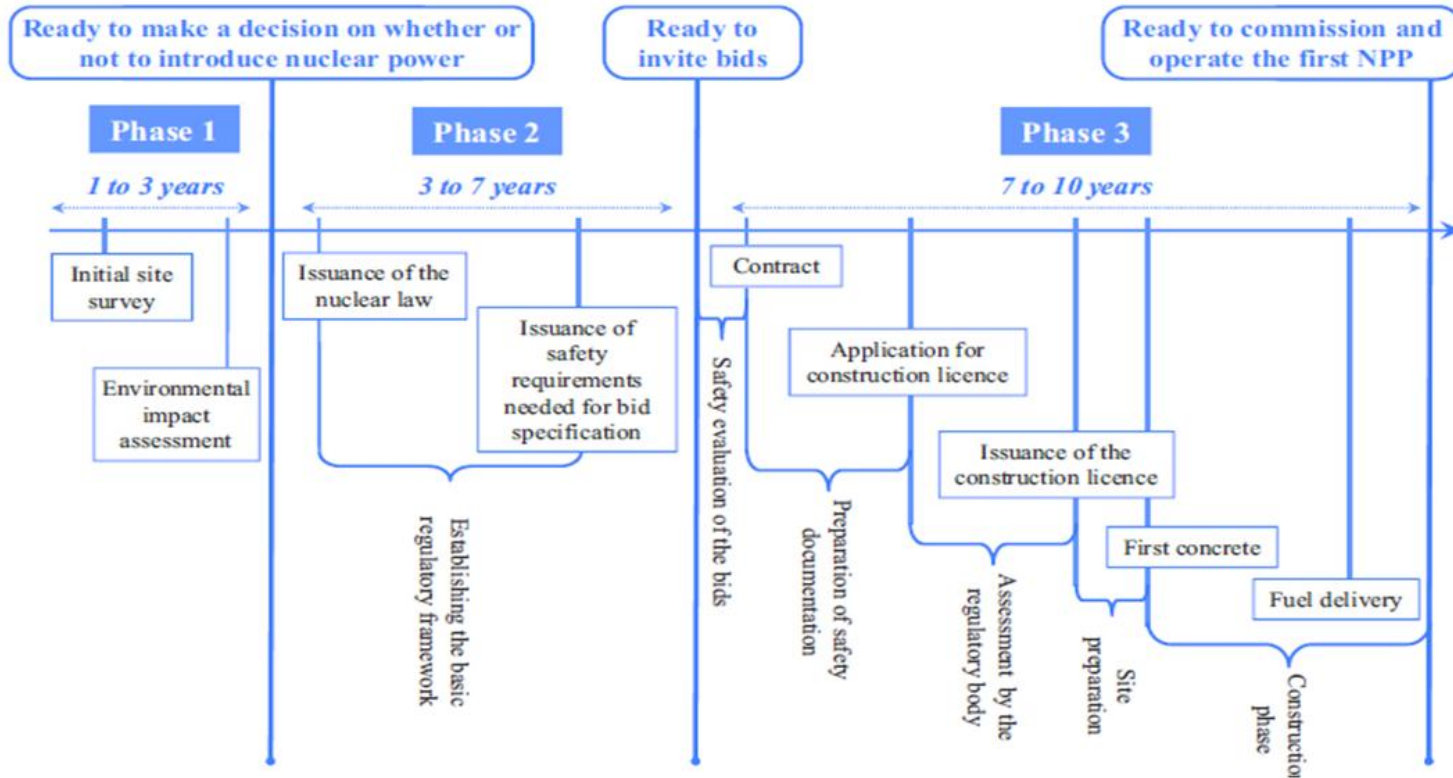 Ready to make a decision on whether or
not to introduce nuclear power
Ready to
invite bids
Ready to commission and
operate the first NPP
Phase 1
Phase 2
Phase 3
1 to 3 years
3 to 7 years
7 to 10 years
Initial site
survey
Environmental
impact
assessment
Issuance of the
nuclear law
Issuance of
safety
requirements
needed for bid
specification
Establishing the basic
regulatory framework
Contract
Safety evaluation of the bids
Application for
construction licence
Preparation of safety
documentation
Issuance of the
construction licence
Assessment by the
regulatory body
First concrete
Site
preparation
Fuel delivery
Construction
phase